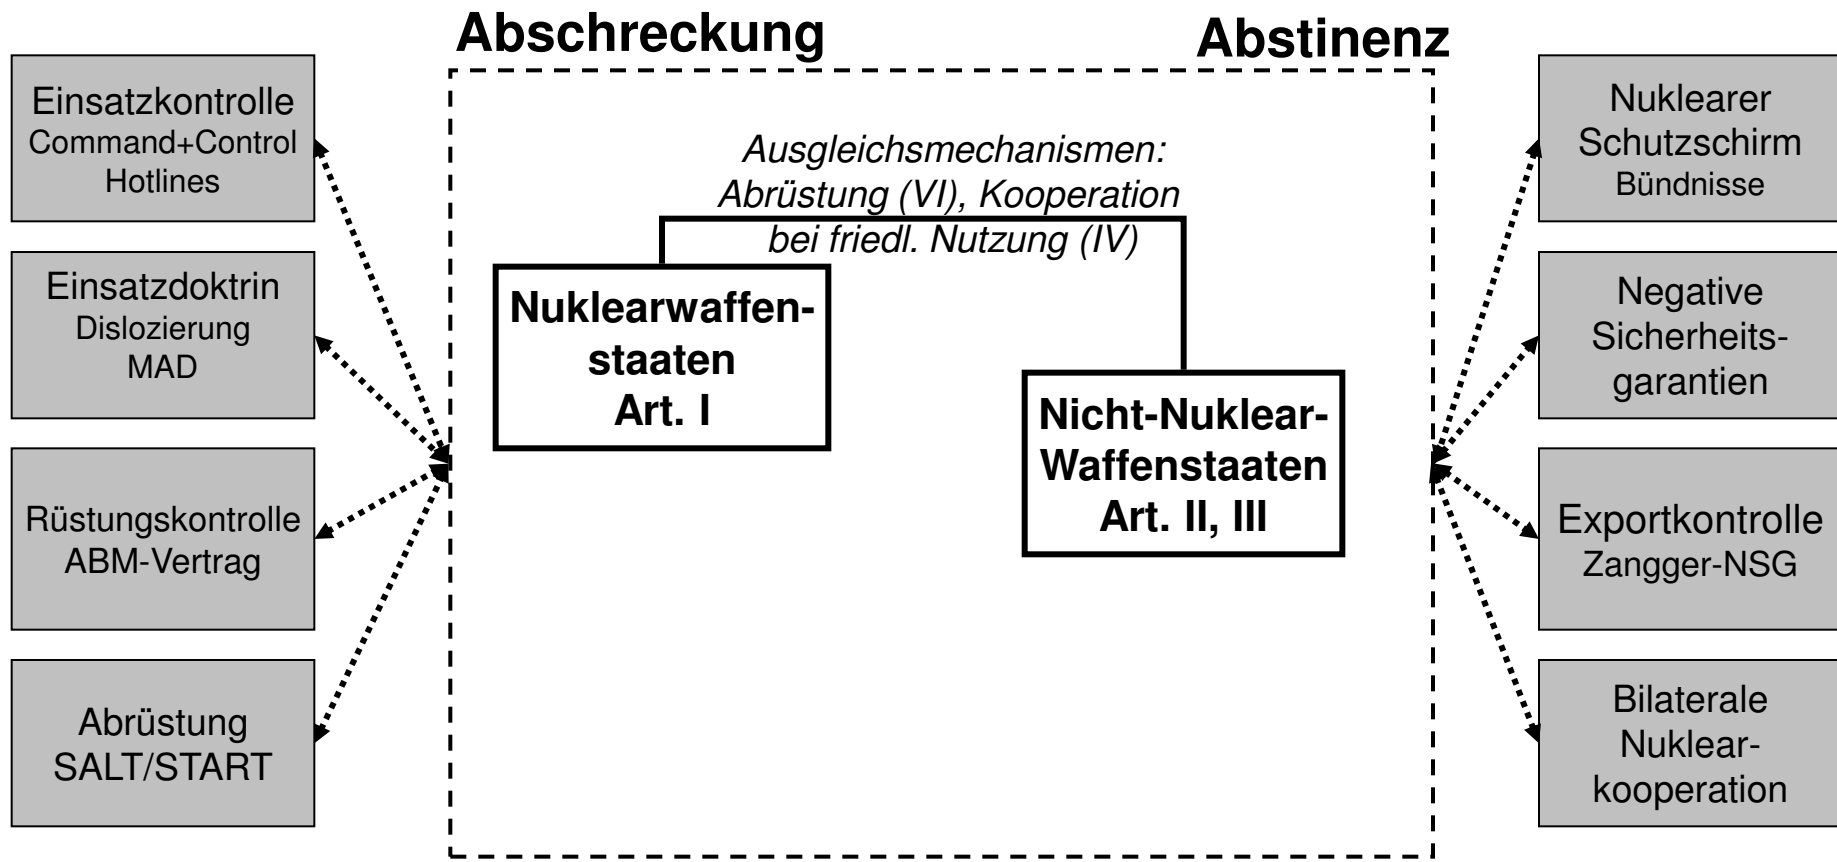 Abschreckung
Abstinenz
Einsatzkontrolle
Command+Control
Hotlines
Einsatzdoktrin
Dislozierung
MAD
Rüstungskontrolle
ABM-Vertrag
Abrüstung
SALT/START
Ausgleichsmechanismen:
Abrüstung (VI), Kooperation
bei friedl. Nutzung (IV)
Nuklearwaffen-
staaten
Art. I
Nicht-Nuklear-
Waffenstaaten
Art. II, III
Nuklearer
Schutzschirm
Bündnisse
Negative
Sicherheits-
garantien
Exportkontrolle
Zangger-NSG
Bilaterale
Nuklear-
kooperation